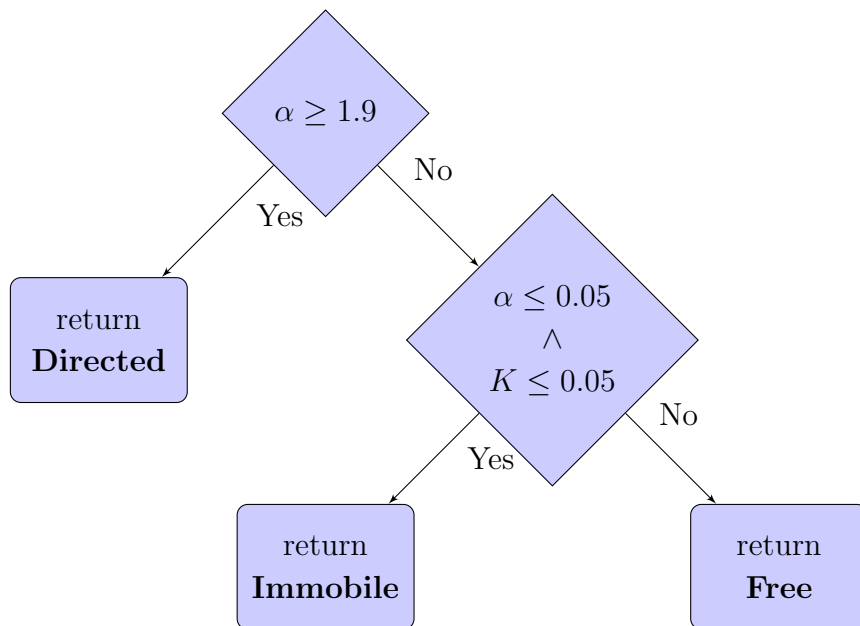 α ≥ 1.9
No
Yes
return
Directed
α ≤ 0.05
∧
K ≤ 0.05
No
Yes
return
Immobile
return
Free